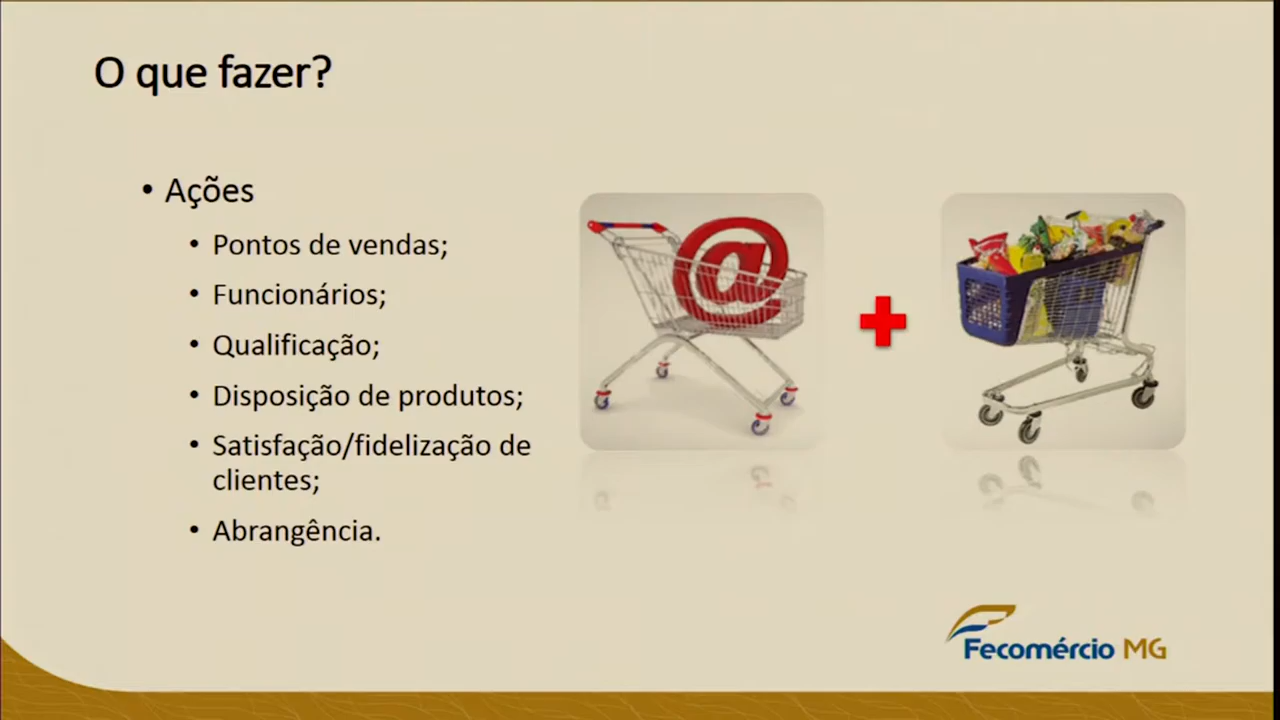 O que fazer?
• Ações
• Pontos de vendas;
• Funcionários;
• Qualificação;
• Disposição de produtos;
• Satisfação/fidelização de
clientes;
• Abrangência.
@
Fecomércio MG